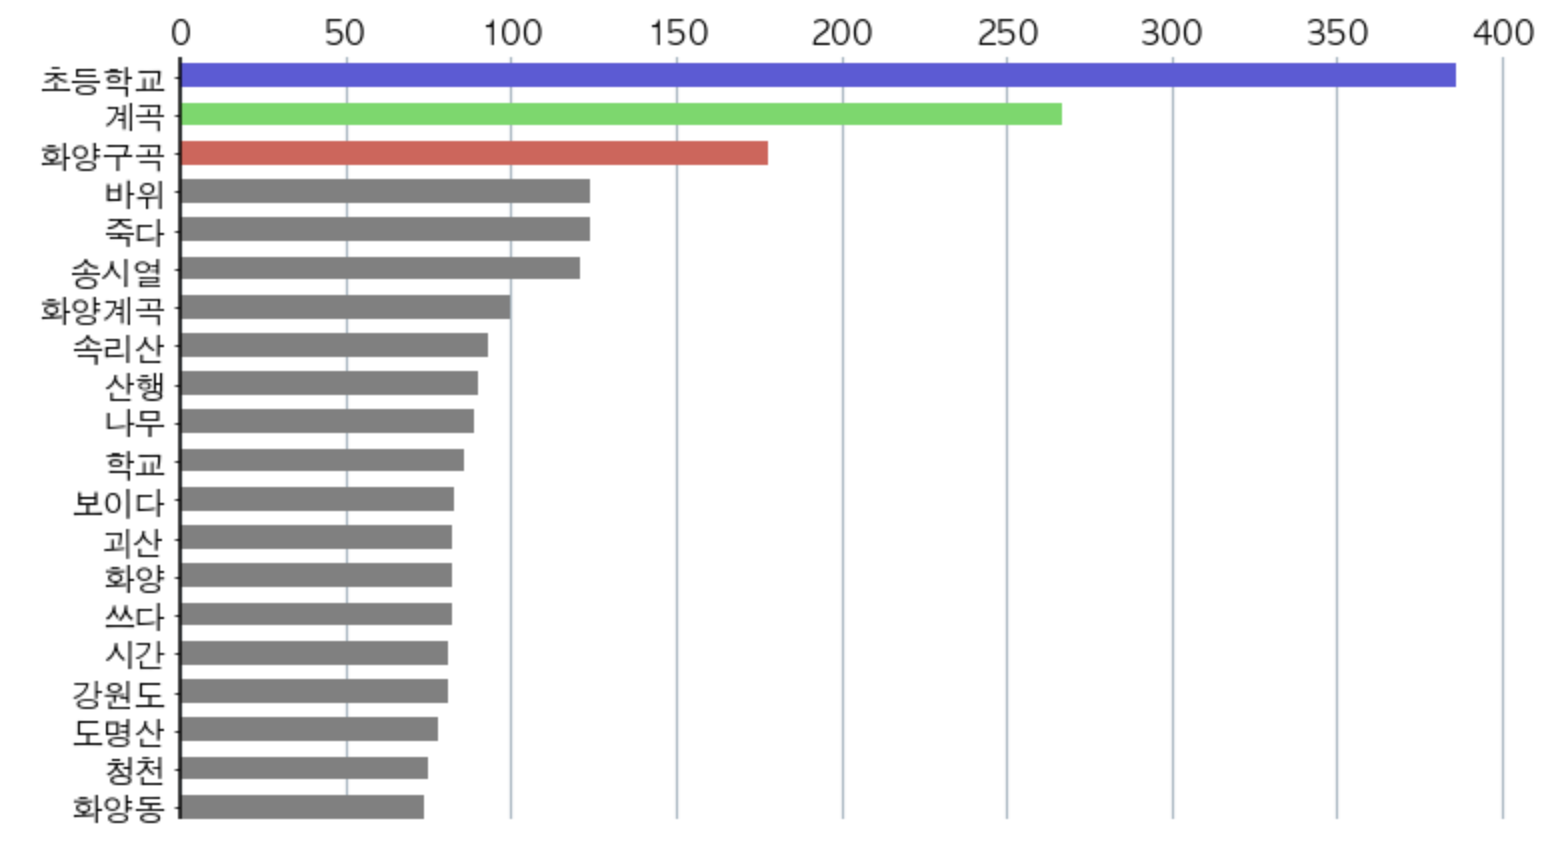 0 50 100 150 200 250 300 350 400
초등학교
계곡
화양구곡
바위
죽다
송시열
화양계곡
속리산
산행
나무
학교
보이다
괴산
화양
쓰다
시간
강원도
도명산
청천
화양동